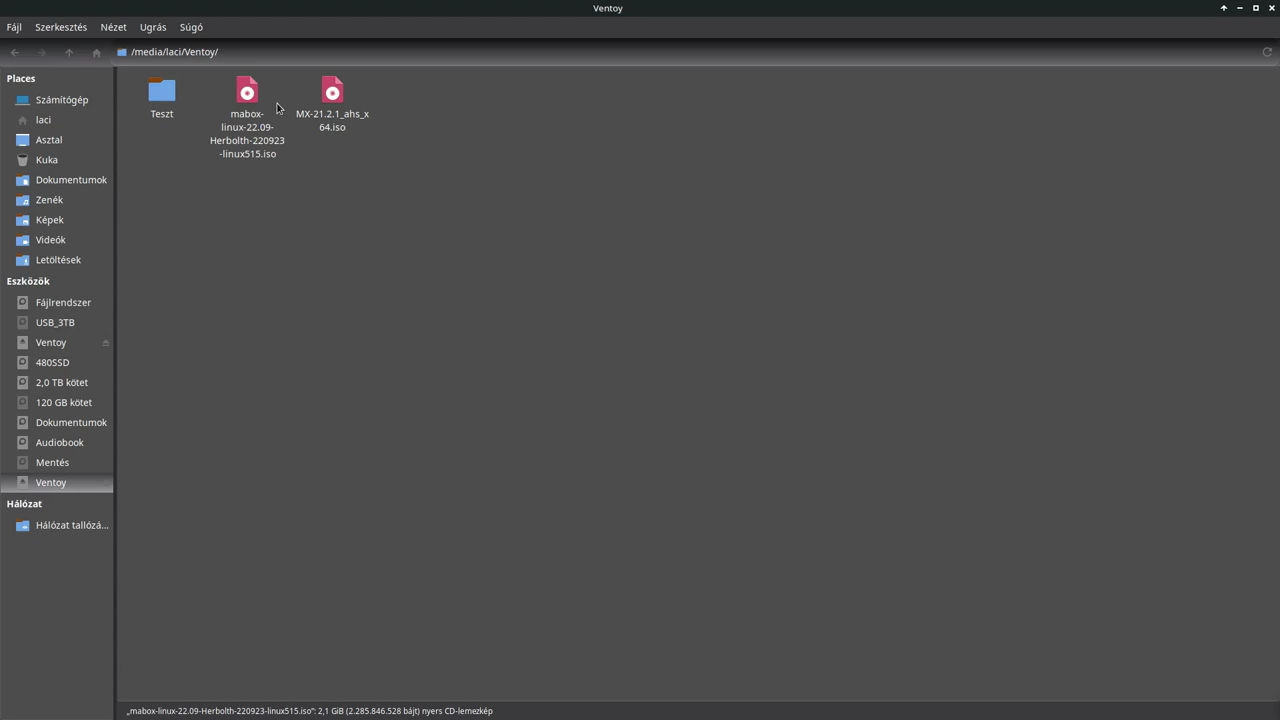 Ventoy
Fájl Szerkesztés Nézet Ugrás Súgó
/media/laci/Ventoy/
Places
Számítógép
laci
Asztal
Kuka
Dokumentumok
Zenék
Képek
Videók
Letöltések
Eszközök
Fájlrendszer
USB_3TB
Ventoy
480SSD
2,0 TB kötet
120 GB kötet
Dokumentumok
Audiobook
Mentés
Ventoy
Hálózat
Hálózat tallózá...
Teszt
mabox-
linux-22.09-
Herbolth-220923
-linux515.iso
MX-21.2.1_ahs_x
64.iso
„mabox-linux-22.09-Herbolth-220923-linux515.iso”: 2,1 GiB (2.285.846.528 bájt) nyers CD-lemezkép